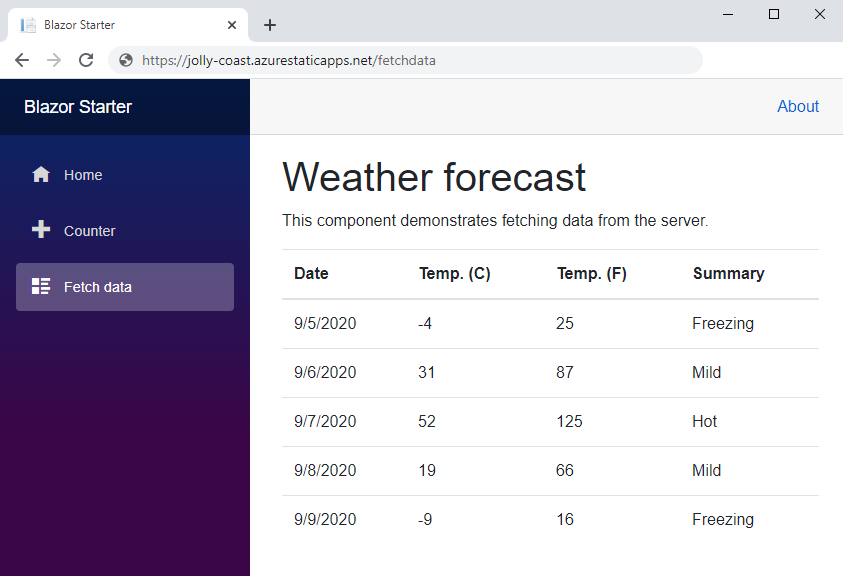 Blazor Starter
https://jolly-coast.azurestaticapps.net/fetchdata
Blazor Starter
About
Home
Counter
Fetch data
Weather forecast
This component demonstrates fetching data from the server.
Date Temp. (C) Temp. (F) Summary
9/5/2020 -4 25 Freezing
9/6/2020 31 87 Mild
9/7/2020 52 125 Hot
9/8/2020 19 66 Mild
9/9/2020 -9 16 Freezing